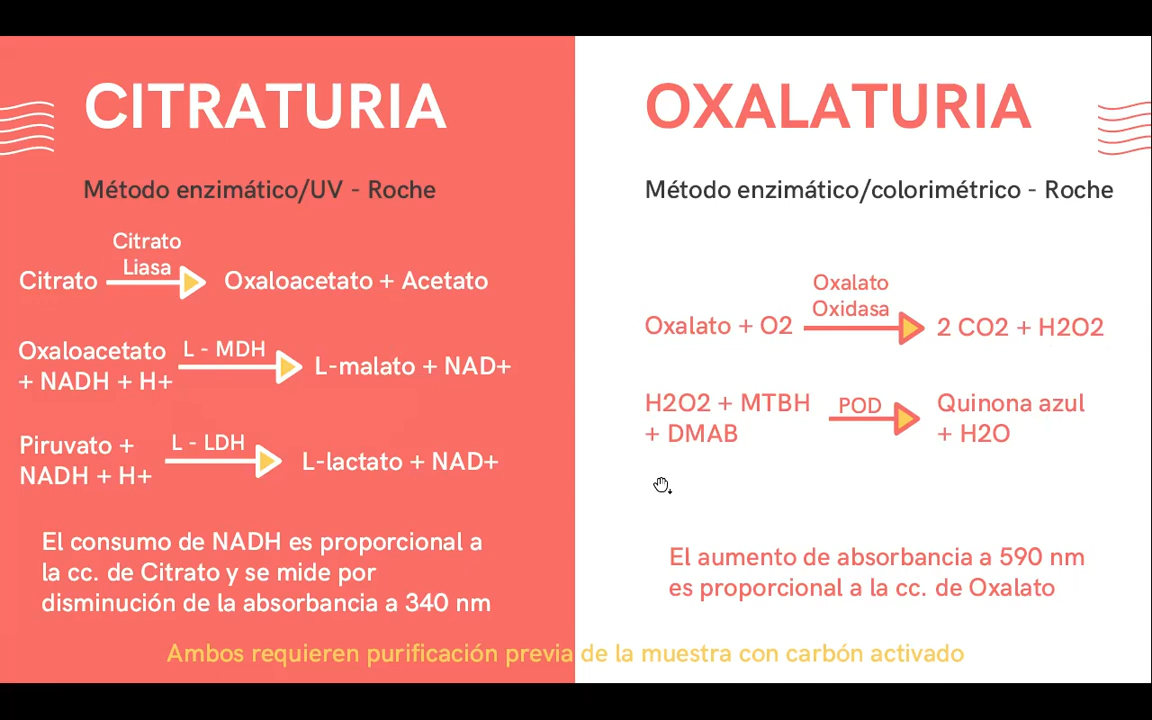 CITRATURIA
Método enzimático/UV - Roche
Citrato
Liasa
Citrato
Oxaloacetato + Acetato
Oxaloacetato
+ NADH + H+
L - MDH
L-malato + NAD+
Piruvato +
NADH + H+
L - LDH
L-lactato + NAD+
El consumo de NADH es proporcional a
la cc. de Citrato y se mide por
disminución de la absorbancia a 340 nm
OXALATURIA
Método enzimático/colorimétrico - Roche
Oxalato
Oxidasa
Oxalato + O2
2 CO2 + H2O2
H2O2 + MTBH
+ DMAB
POD
Quinona azul
+ H2O
El aumento de absorbancia a 590 nm
es proporcional a la cc. de Oxalato
Ambos requieren purificación previa de la muestra con carbón activado